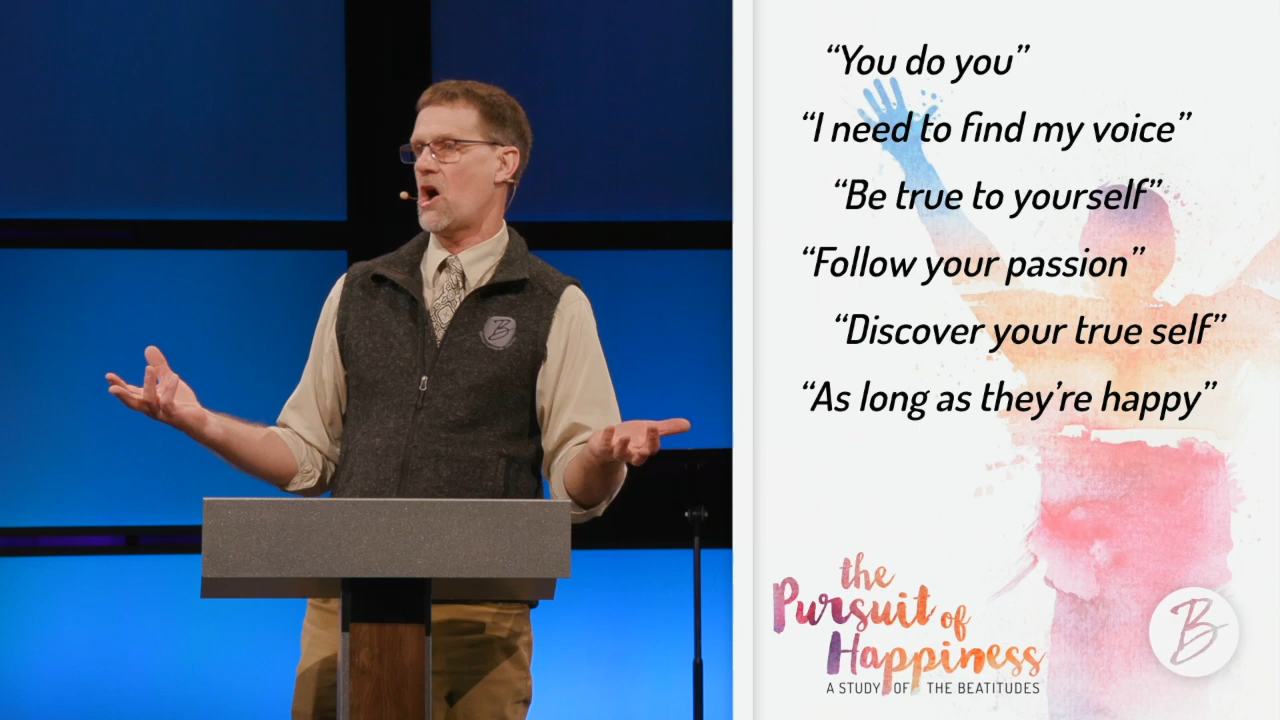 “You do you”
“I need to find my voice”
“Be true to yourself”
“Follow your passion”
“Discover your true self”
“As long as they’re happy”
the
Pursuit of
Happiness
A STUDY OF THE BEATITUDES
B
B